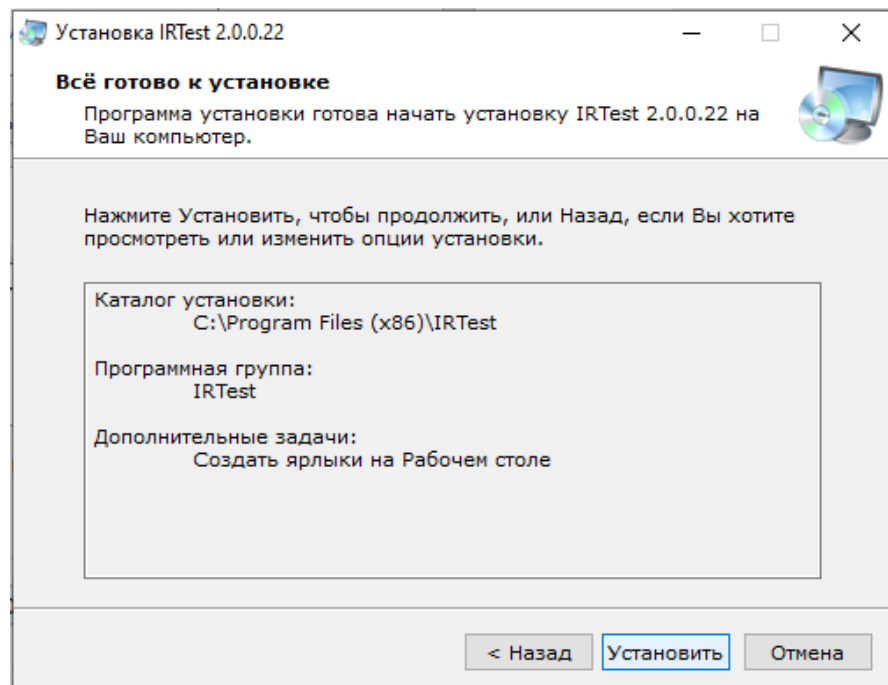 Установка IRTest 2.0.0.22
Всё готово к установке
Программа установки готова начать установку IRTest 2.0.0.22 на
Ваш компьютер.
Нажмите Установить, чтобы продолжить, или Назад, если Вы хотите
просмотреть или изменить опции установки.
Каталог установки:
C:\Program Files (x86)\IRTest
Программная группа:
IRTest
Дополнительные задачи:
Создать ярлыки на Рабочем столе
< Назад Установить Отмена